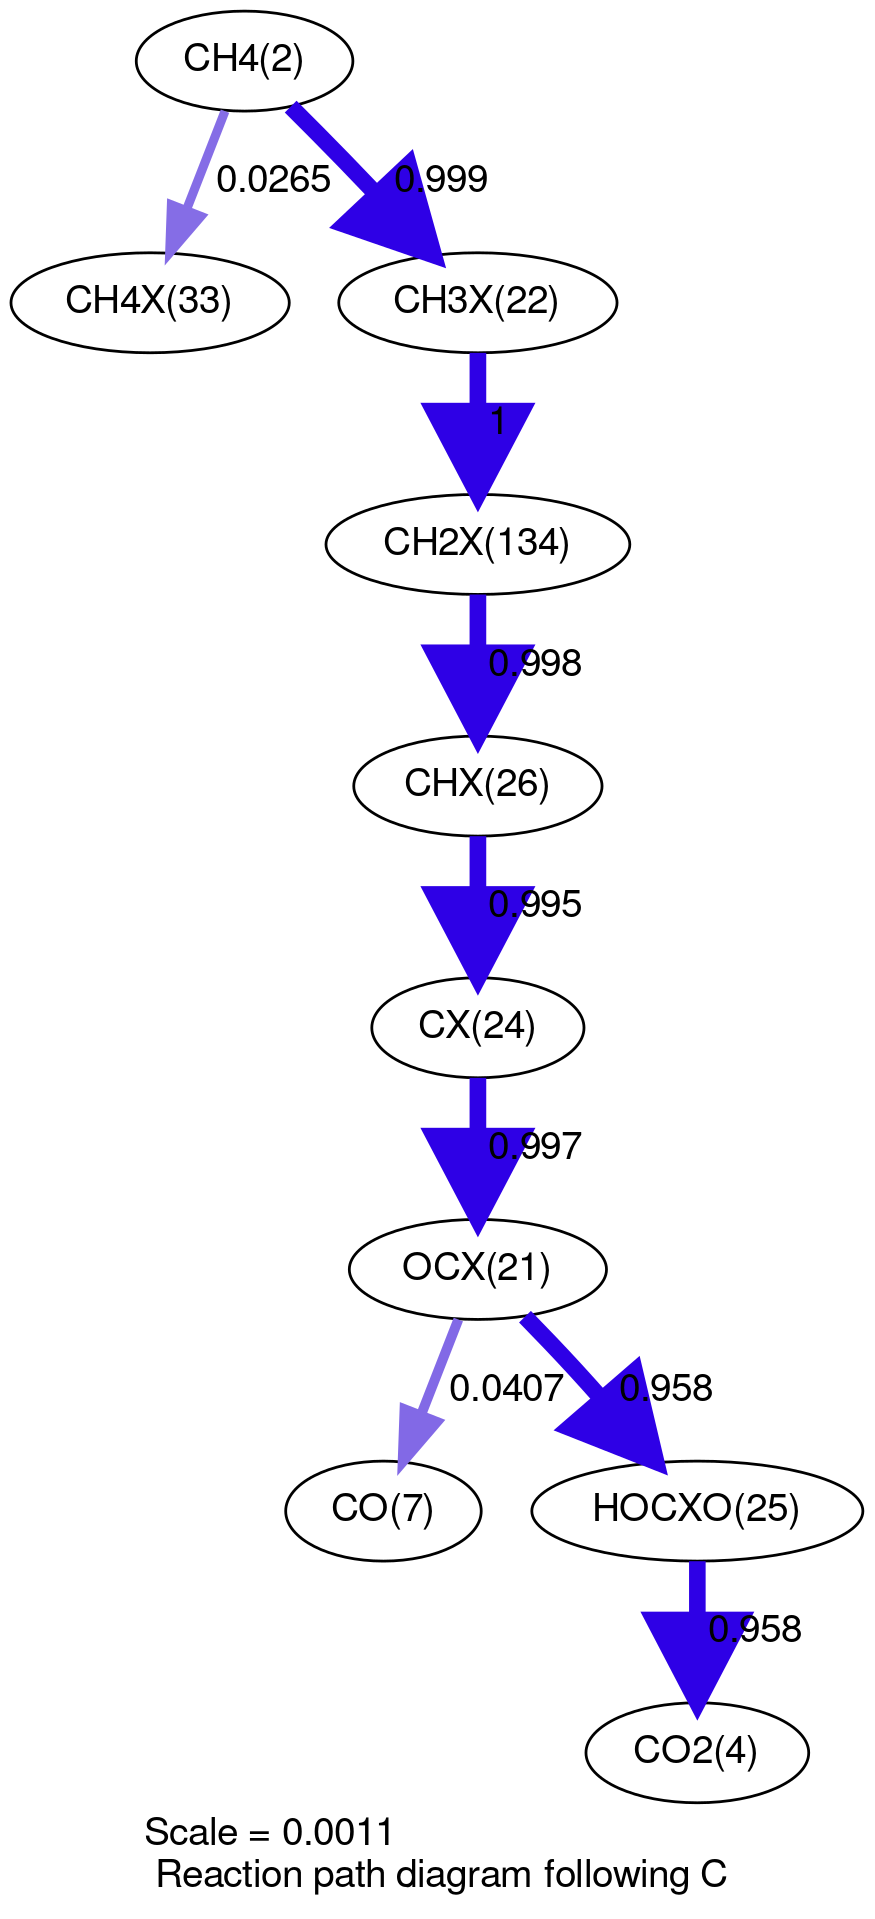 CH4(2)
0.0265
0.999
CH4X(33)
CH3X(22)
1
CH2X(134)
0.998
CHX(26)
0.995
CX(24)
0.997
OCX(21)
0.0407
0.958
CO(7)
HOCXO(25)
0.958
CO2(4)
Scale = 0.0011
Reaction path diagram following C